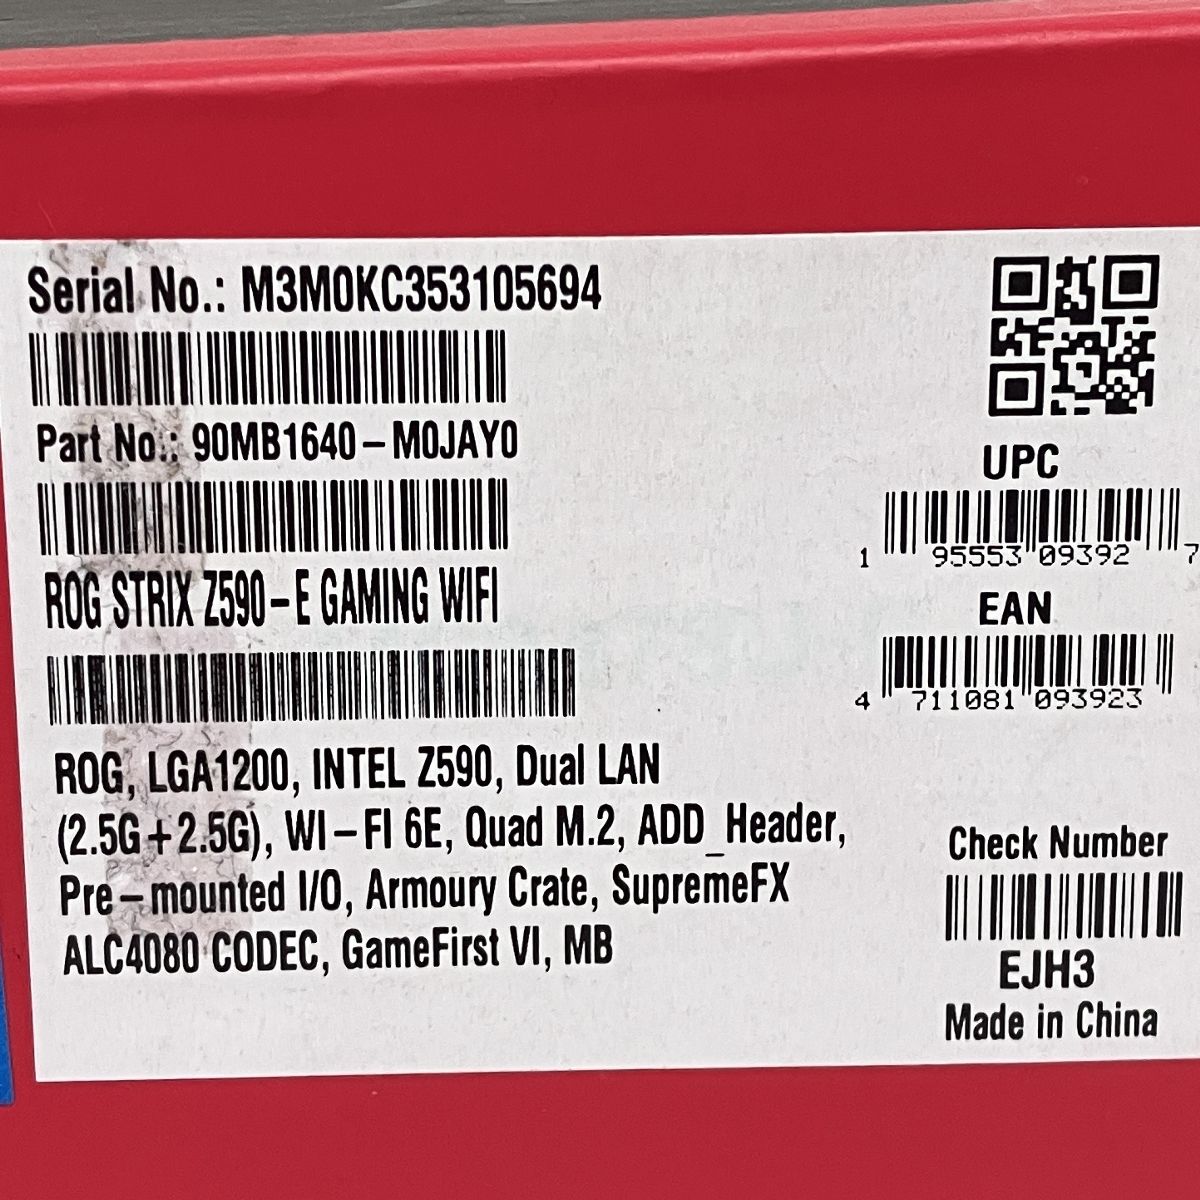 Serial No.: M3M0KC353105694
Part No.: 90MB1640-M0JAY0
ROG STRIX Z590-E GAMING WIFI
ROG, LGA1200, INTEL Z590, Dual LAN
(2.5G+2.5G), WI-FI 6E, Quad M.2, ADD_Header,
Pre-mounted I/O, Armoury Crate, SupremeFX
ALC4080 CODEC, GameFirst VI, MB
UPC
1 95553 09392 7
EAN
4 711081 093923
Check Number
EJH3
Made in China